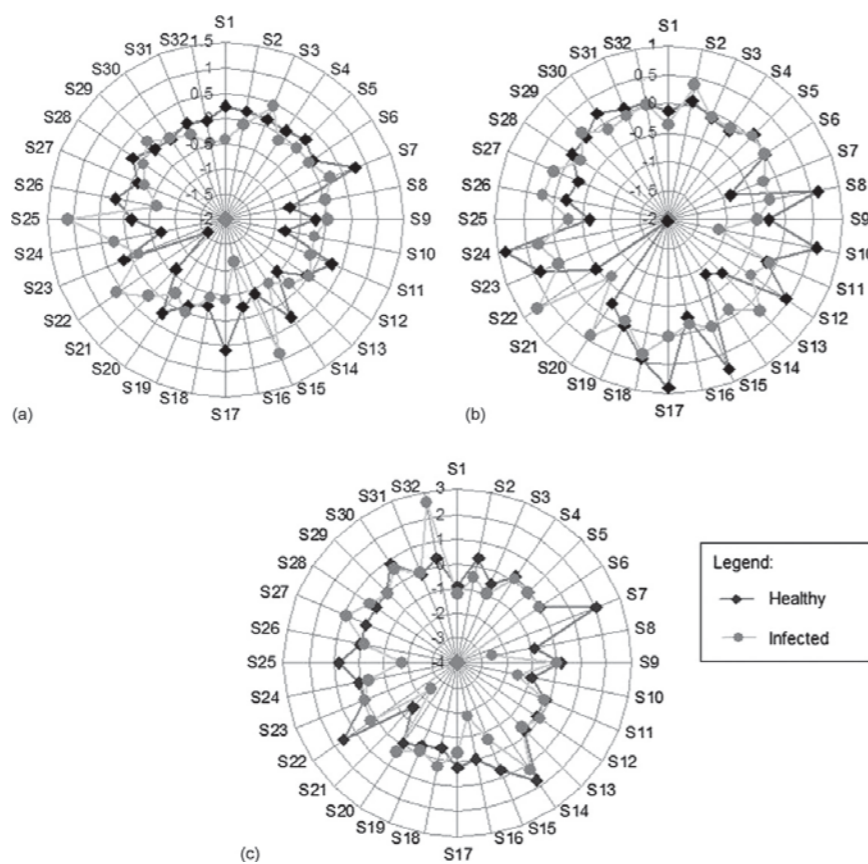 S1
S2
S3
S4
S5
S6
S7
S8
S9
S10
S11
S12
S13
S14
S15
S16
S17
S18
S19
S20
S21
S22
S23
S24
S25
S26
S27
S28
S29
S30
S31
S32
1.5
1
0.5
-0.5
-1
-1.5
-2
(a)
S1
S2
S3
S4
S5
S6
S7
S8
S9
S10
S11
S12
S13
S14
S15
S16
S17
S18
S19
S20
S21
S22
S23
S24
S25
S26
S27
S28
S29
S30
S31
S32
1
0.5
0
-0.5
-1
-1.5
-2
(b)
S1
S2
S3
S4
S5
S6
S7
S8
S9
S10
S11
S12
S13
S14
S15
S16
S17
S18
S19
S20
S21
S22
S23
S24
S25
S26
S27
S28
S29
S30
S31
S32
3
2
1
-1
-2
-3
-4
(c)
Legend:
Healthy
Infected